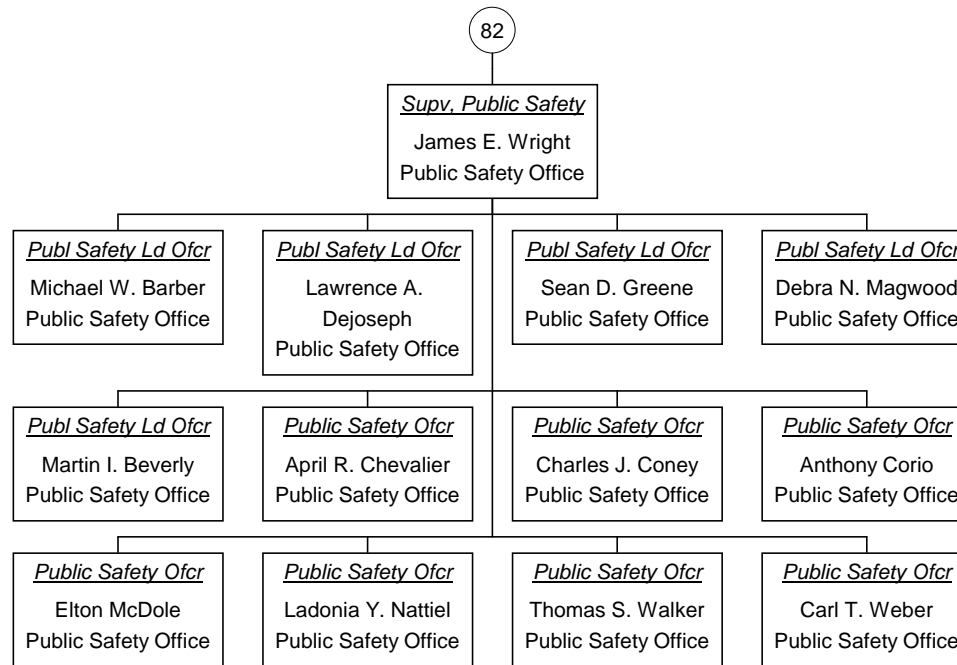 82
Supv, Public Safety
James E. Wright
Public Safety Office
Publ Safety Ld Ofcr
Michael W. Barber
Public Safety Office
Publ Safety Ld Ofcr
Lawrence A.
Dejoseph
Public Safety Office
Publ Safety Ld Ofcr
Sean D. Greene
Public Safety Office
Publ Safety Ld Ofcr
Debra N. Magwood
Public Safety Office
Publ Safety Ld Ofcr
Martin I. Beverly
Public Safety Office
Public Safety Ofcr
April R. Chevalier
Public Safety Office
Public Safety Ofcr
Charles J. Coney
Public Safety Office
Public Safety Ofcr
Anthony Corio
Public Safety Office
Public Safety Ofcr
Elton McDole
Public Safety Office
Public Safety Ofcr
Ladonia Y. Nattiel
Public Safety Office
Public Safety Ofcr
Thomas S. Walker
Public Safety Office
Public Safety Ofcr
Carl T. Weber
Public Safety Office